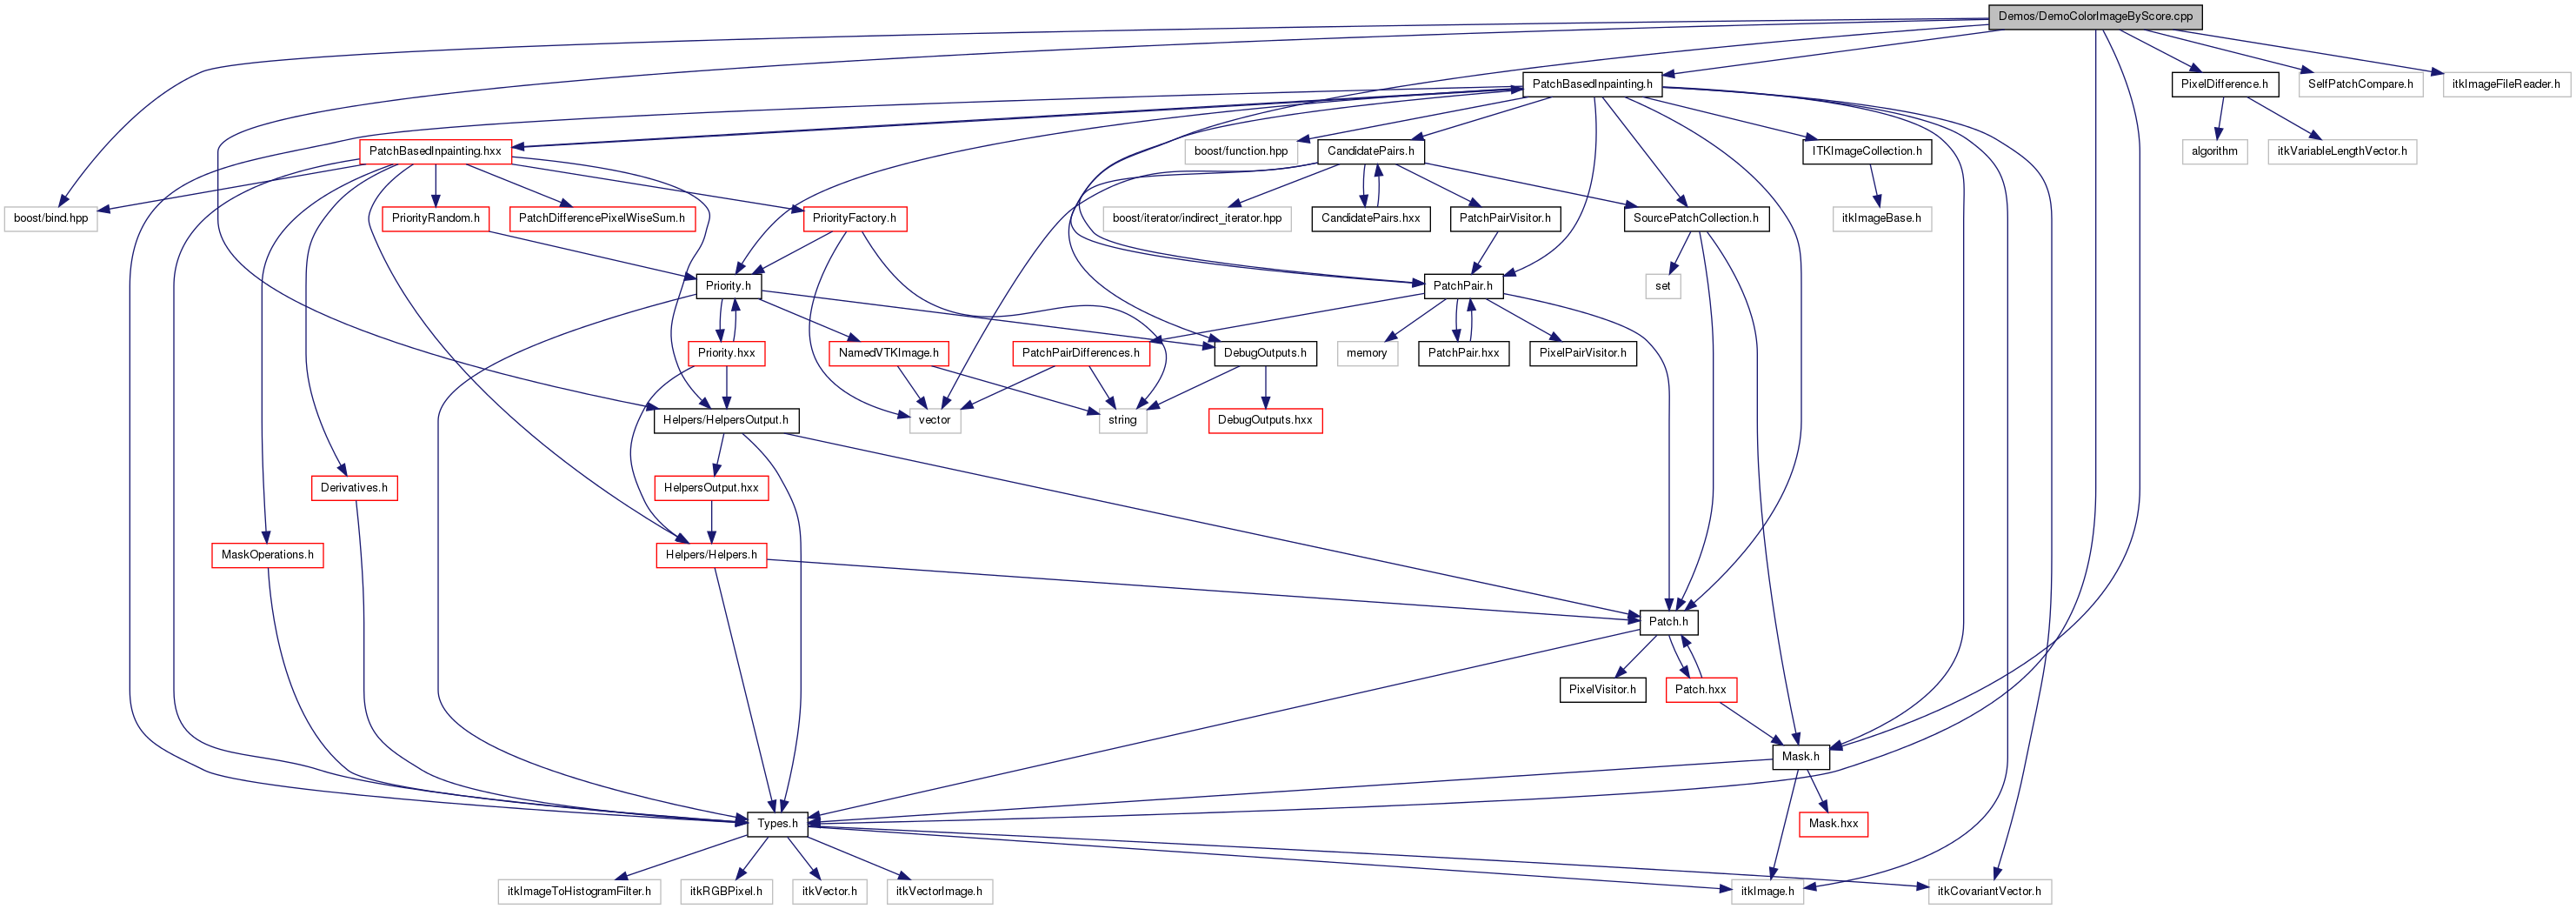 Demos/DemoColorImageByScore.cpp
PatchBasedInpainting.h
PixelDifference.h
SelfPatchCompare.h
itkImageFileReader.h
PatchBasedInpainting.hxx
boost/function.hpp
CandidatePairs.h
ITKImageCollection.h
algorithm
itkVariableLengthVector.h
boost/bind.hpp
PriorityRandom.h
PatchDifferencePixelWiseSum.h
PriorityFactory.h
boost/iterator/indirect_iterator.hpp
CandidatePairs.hxx
PatchPairVisitor.h
SourcePatchCollection.h
itkImageBase.h
Priority.h
PatchPair.h
set
Priority.hxx
NamedVTKImage.h
PatchPairDifferences.h
DebugOutputs.h
memory
PatchPair.hxx
PixelPairVisitor.h
Helpers/HelpersOutput.h
vector
string
DebugOutputs.hxx
Derivatives.h
HelpersOutput.hxx
MaskOperations.h
Helpers/Helpers.h
Patch.h
PixelVisitor.h
Patch.hxx
Mask.h
Types.h
Mask.hxx
itkImageToHistogramFilter.h
itkRGBPixel.h
itkVector.h
itkVectorImage.h
itkImage.h
itkCovariantVector.h